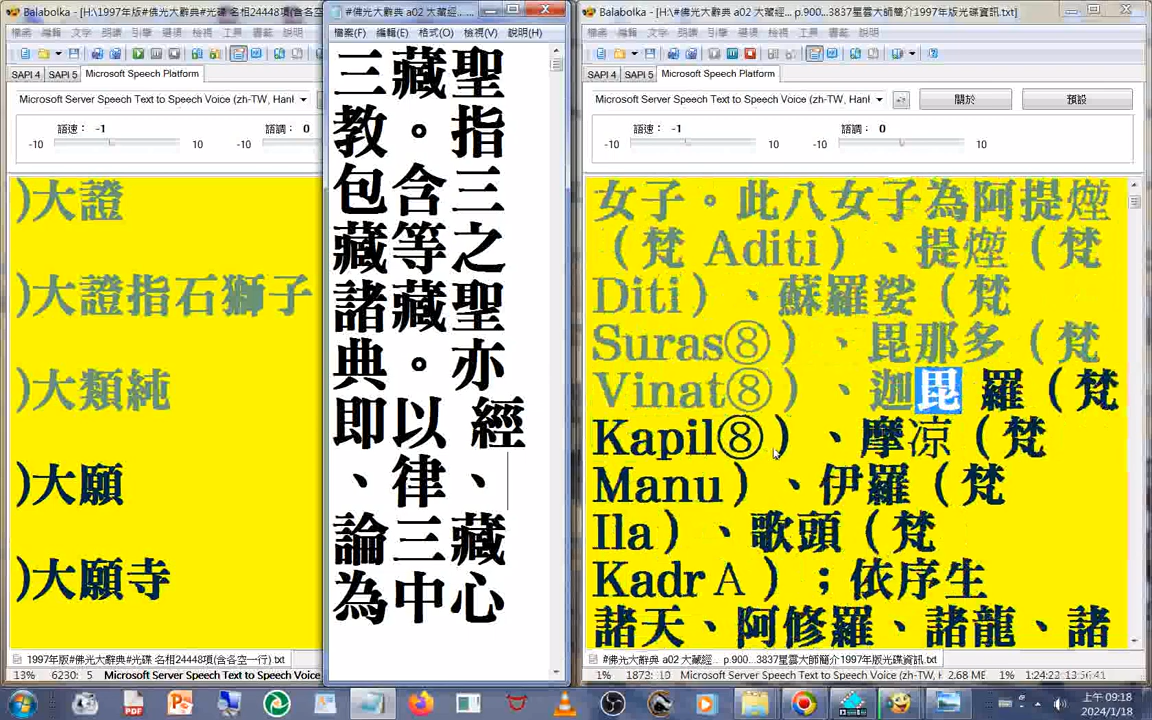 Balabolka - [H:\1997年版#佛光大辭典#光碟 名相24448項(含各空
檔案 編輯 文字 朗讀 引擎 邊欄 檢視 工具 書籤 說明
SAPI 4 SAPI 5 Microsoft Speech Platform
Microsoft Server Speech Text to Speech Voice (zh-TW, Hanl
語速： -1 語調： 0
-10 10 -10
)大證
)大證指石獅子
)大類純
)大願
)大願寺
1997年版#佛光大辭典#光碟 名相24448項(含各空一行).txt
13% 6230: 5 Microsoft Server Speech Text to Speech Voice
#佛光大辭典 a02 大藏經..
檔案(F) 編輯(E) 格式(O) 檢視(V) 說明(H)
三藏聖
教。指
包含三
藏等之
諸藏聖
典。亦
即以經
、律、
論三藏
為中心
Balabolka - [H:\#佛光大辭典 a02 大藏經.. p.900...3837星雲大師簡介1997年版光碟資訊.txt]
檔案 編輯 文字 朗讀 引擎 邊欄 檢視 工具 書籤 說明
SAPI 4 SAPI 5 Microsoft Speech Platform
Microsoft Server Speech Text to Speech Voice (zh-TW, Hanl 關於 預設
語速： -1 語調： 0
-10 10 -10 10
女子。此八女子為阿提煙
（梵 Aditi）、提煙（梵
Diti）、蘇羅娑（梵
Suras⑧）、毘那多（梵
Vinat⑧）、迦毘 羅（梵
Kapil⑧）、摩凉（梵
Manu）、伊羅（梵
Ila）、歌頭（梵
KadrＡ）；依序生
諸天、阿修羅、諸龍、諸
#佛光大辭典 a02 大藏經.. p.900...3837星雲大師簡介1997年版光碟資訊.txt
1% 1873: 10 Microsoft Speech Platform: Microsoft Server Speech Text to Speech Voice 2.68 ME 1% 1:24:22
上午 09:18
2024/1/18